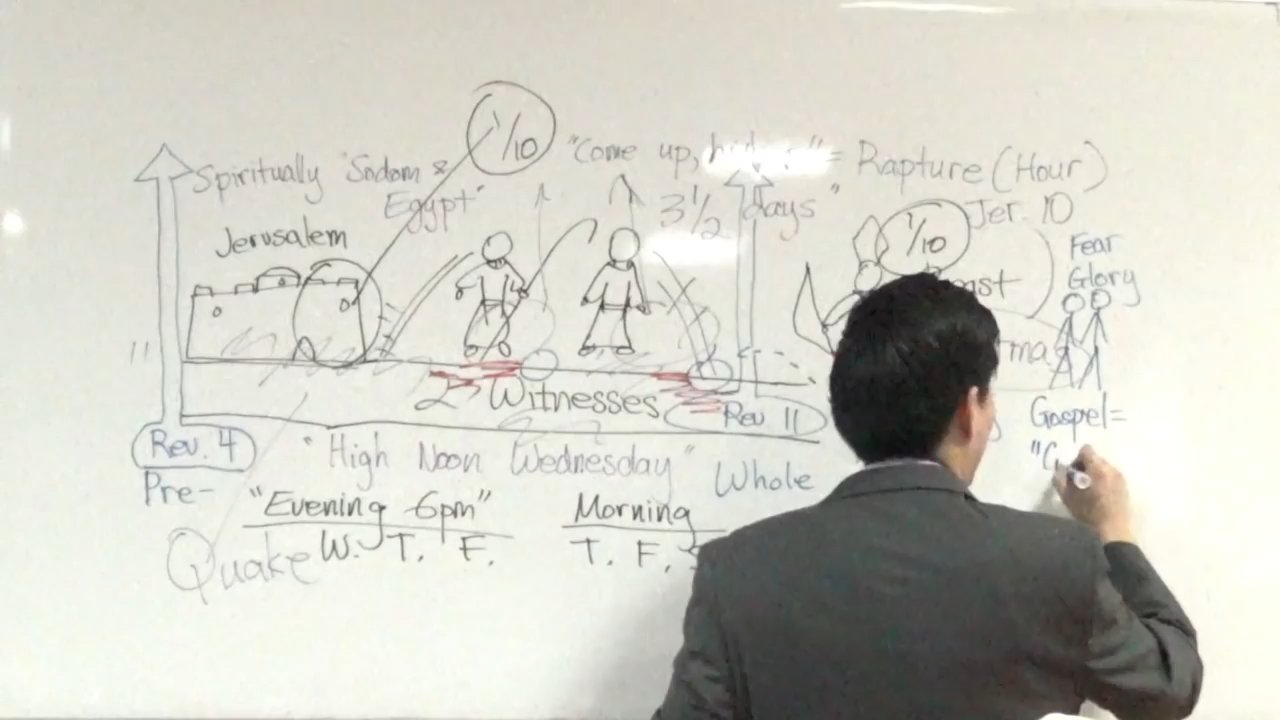 1/10
"Come up, = Rapture (Hour)
Spiritually "Sodom &
Egypt"
3 1/2 days"
Jer. 10
1/10
Jerusalem
Fear
Glory
11
2 Witnesses
Rev 11
Gospel=
Rev. 4
"High Noon Wednesday"
Whole
Pre-
"Evening 6pm"
Morning
Quake
W. T. F.
T. F.